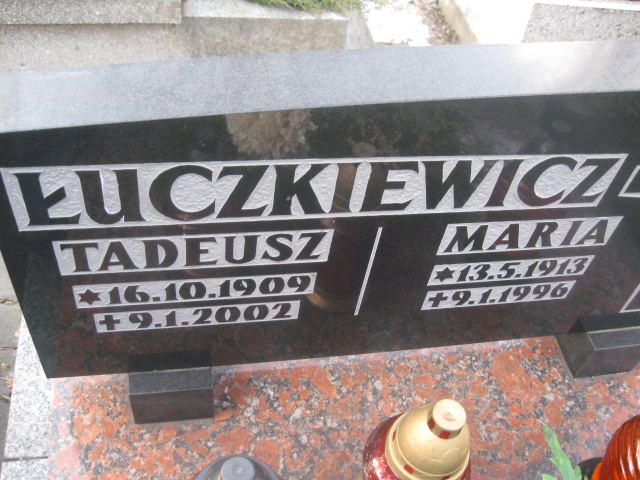 ŁUCZKIEWICZ
TADEUSZ
✶16.10.1909
✝9.1.2002
MARIA
✶13.5.1913
✝9.1.1996